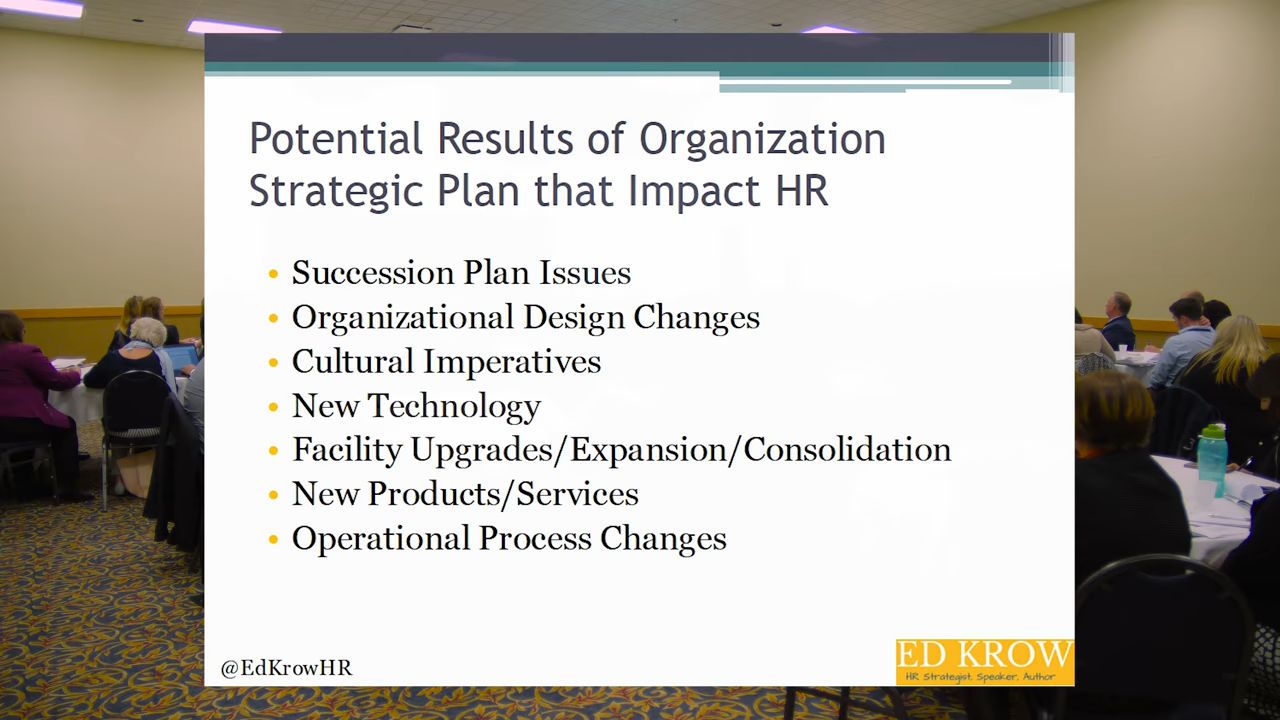 Potential Results of Organization
Strategic Plan that Impact HR
• Succession Plan Issues
• Organizational Design Changes
• Cultural Imperatives
• New Technology
• Facility Upgrades/Expansion/Consolidation
• New Products/Services
• Operational Process Changes
@EdKrowHR
ED KROW
HR Strategist, Speaker, Author